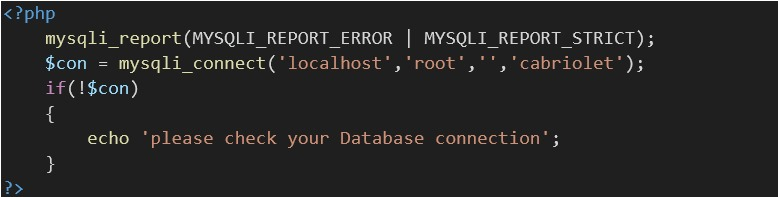 <?php
    mysqli_report(MYSQLI_REPORT_ERROR | MYSQLI_REPORT_STRICT);
    $con = mysqli_connect('localhost','root','','cabriolet');
    if(!$con)
    {
        echo 'please check your Database connection';
    }
?>